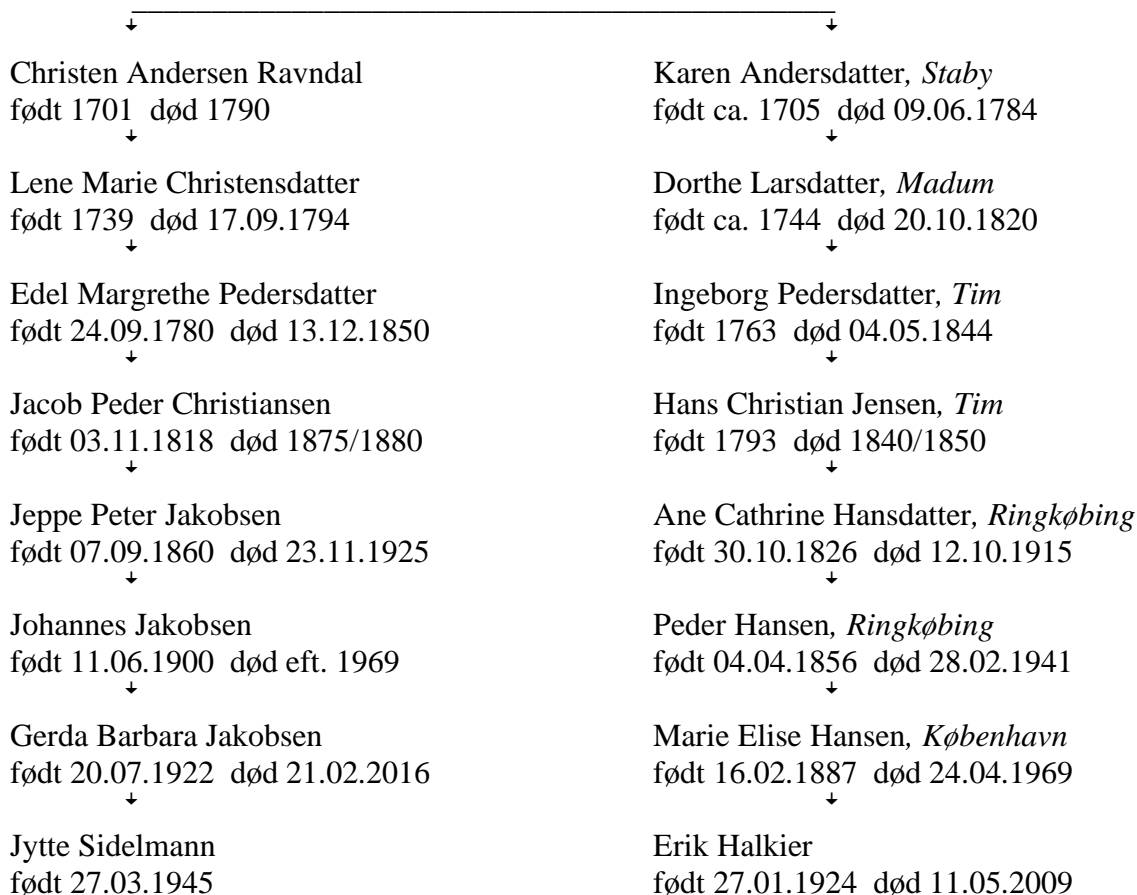 Christen Andersen Ravndal
født 1701 død 1790
Karen Andersdatter, Staby
født ca. 1705 død 09.06.1784
Lene Marie Christensdatter
født 1739 død 17.09.1794
Dorthe Larsdatter, Madum
født ca. 1744 død 20.10.1820
Edel Margrethe Pedersdatter
født 24.09.1780 død 13.12.1850
Ingeborg Pedersdatter, Tim
født 1763 død 04.05.1844
Jacob Peder Christiansen
født 03.11.1818 død 1875/1880
Hans Christian Jensen, Tim
født 1793 død 1840/1850
Jeppe Peter Jakobsen
født 07.09.1860 død 23.11.1925
Ane Cathrine Hansdatter, Ringkøbing
født 30.10.1826 død 12.10.1915
Johannes Jakobsen
født 11.06.1900 død eft. 1969
Peder Hansen, Ringkøbing
født 04.04.1856 død 28.02.1941
Gerda Barbara Jakobsen
født 20.07.1922 død 21.02.2016
Marie Elise Hansen, København
født 16.02.1887 død 24.04.1969
Jytte Sidelmann
født 27.03.1945
Erik Halkier
født 27.01.1924 død 11.05.2009